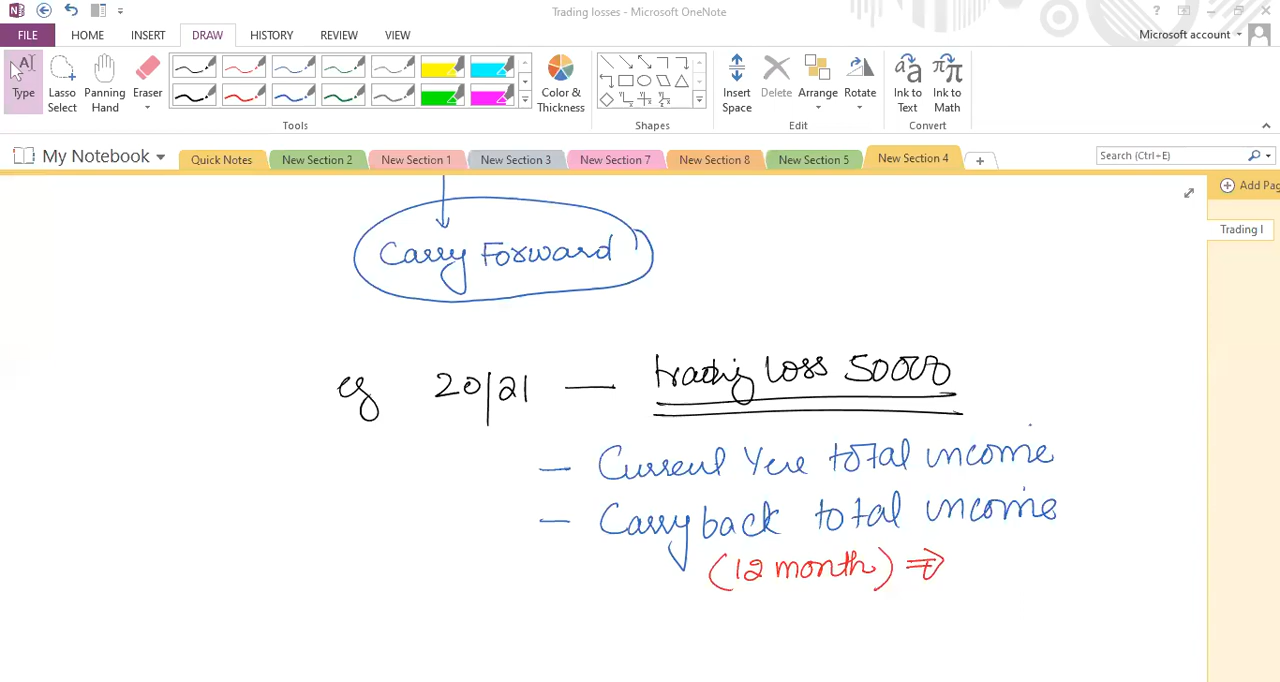 Trading losses - Microsoft OneNote
FILE HOME INSERT DRAW HISTORY REVIEW VIEW
Microsoft account
Type Lasso Select Panning Hand Eraser
Color & Thickness
Insert Space Delete Arrange Rotate
Ink to Text Ink to Math
Tools Shapes Edit Convert
My Notebook Quick Notes New Section 2 New Section 1 New Section 3 New Section 7 New Section 8 New Section 5 New Section 4
Search (Ctrl+E)
Add Pag
Trading l
Carry Forward
eg 20/21 — trading loss 50000
— Current Yere total income
— Carryback total income
(12 month) ⇒